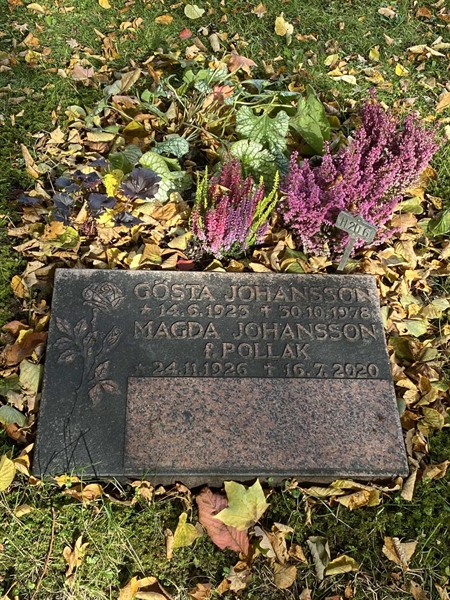 GÖSTA JOHANSSON
* 14.6.1923 † 30.10.1978
MAGDA JOHANSSON
f. POLLAK
* 24.11.1926 † 16.7.2020